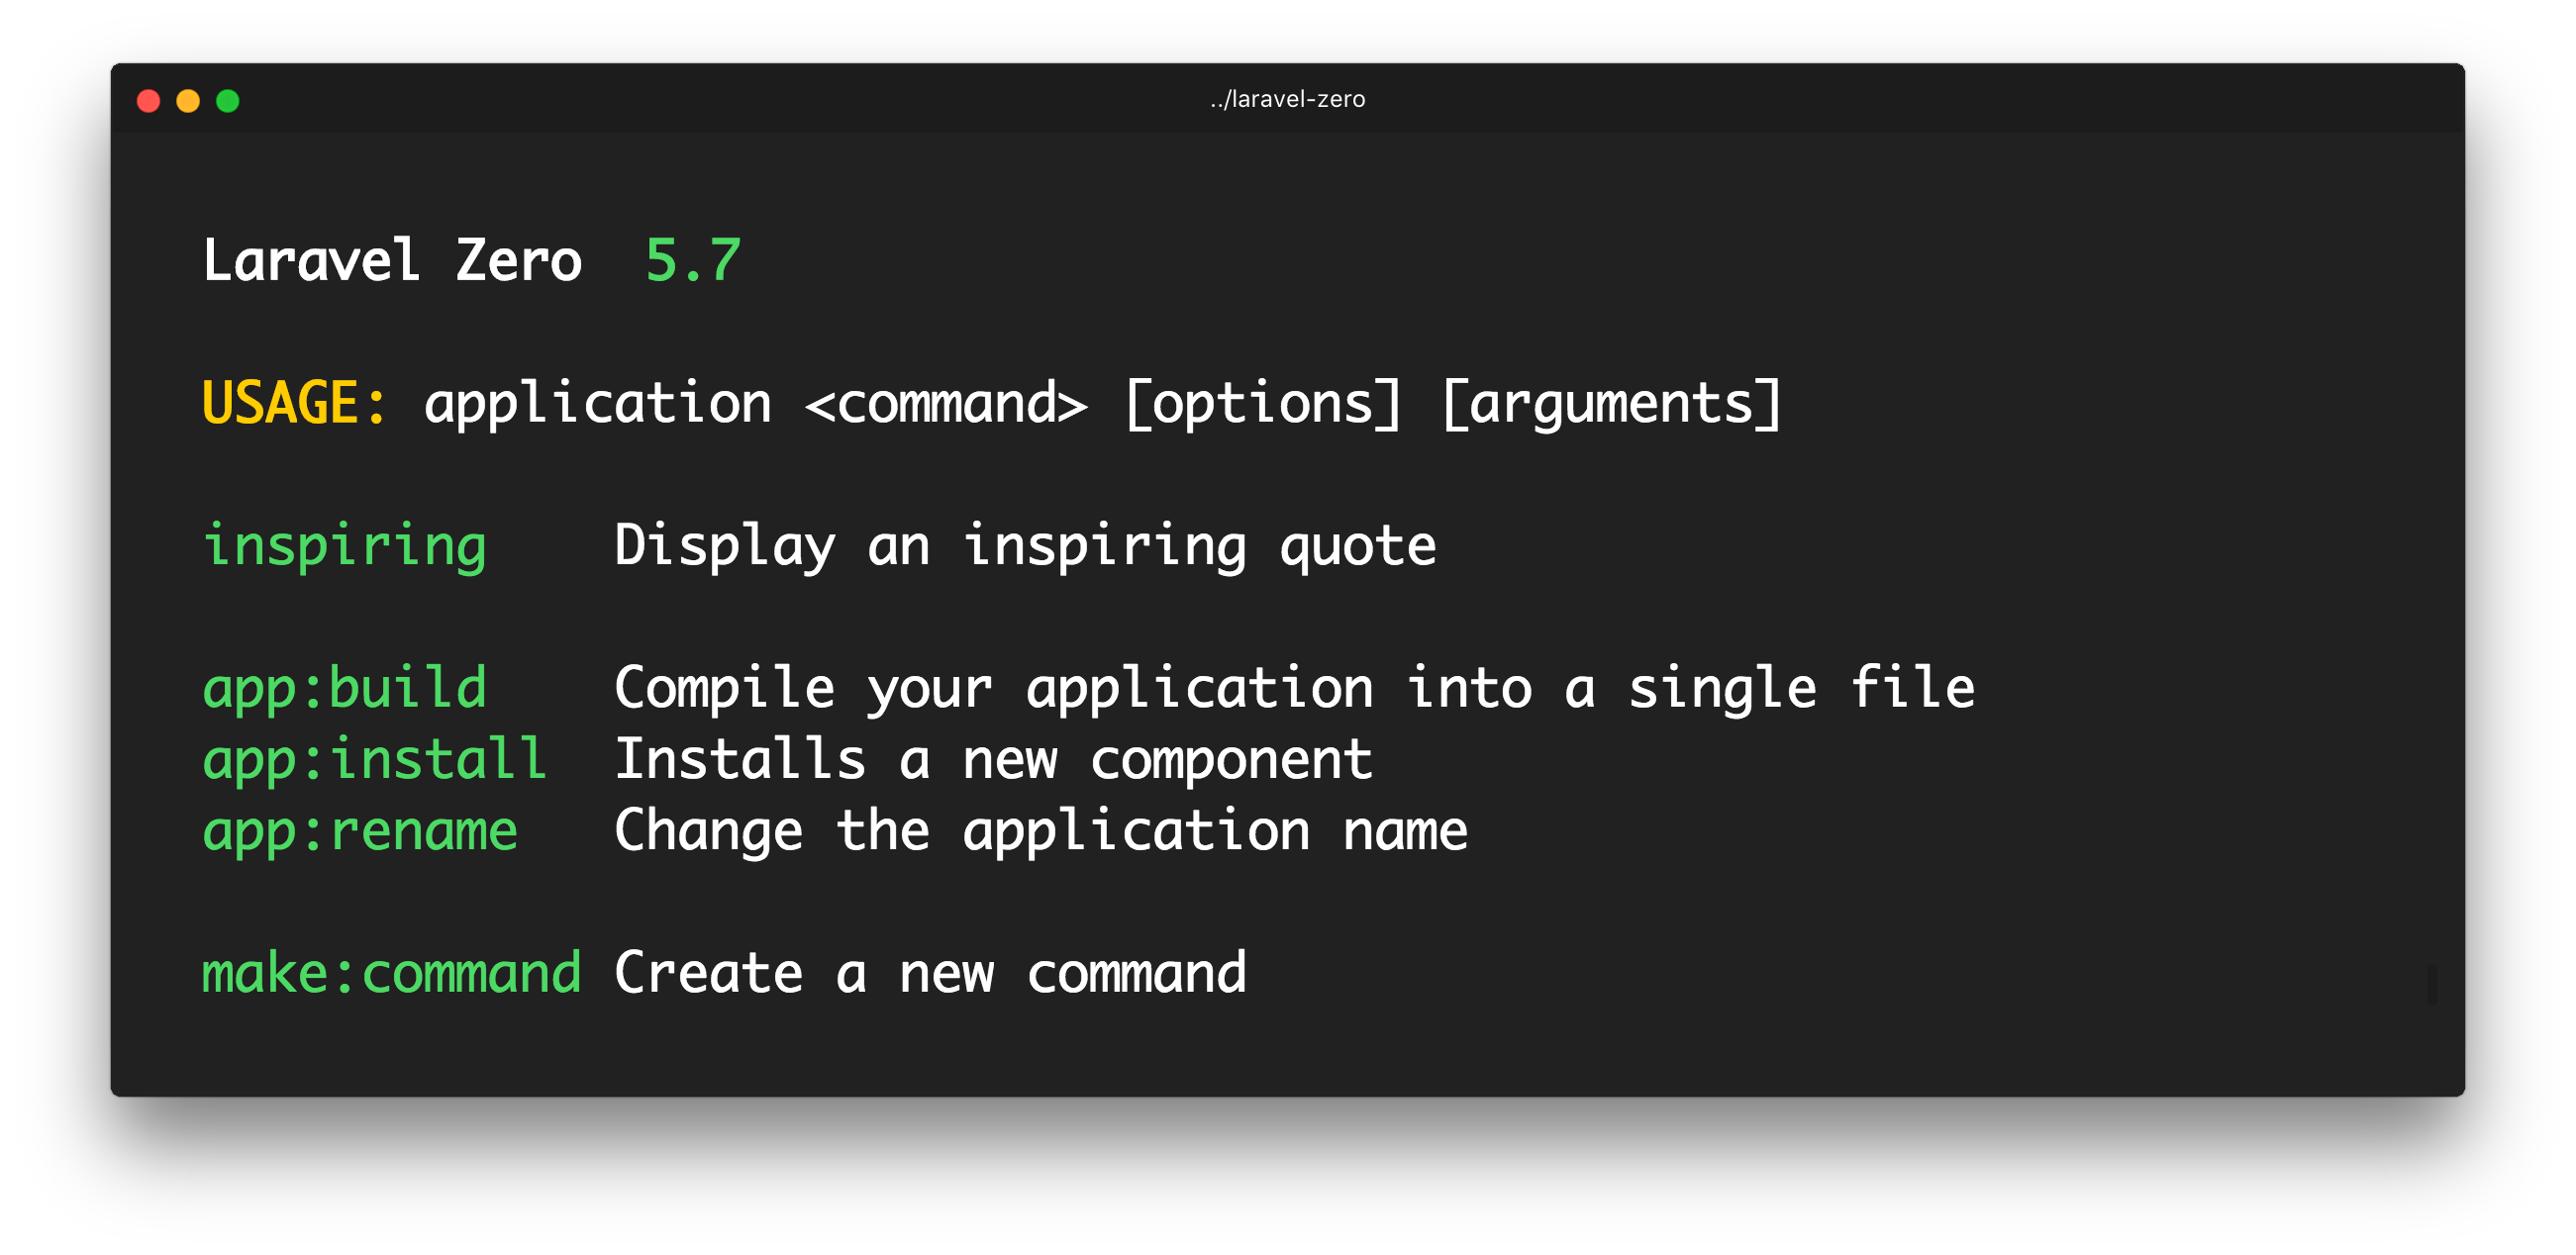 ../laravel-zero
Laravel Zero  5.7
USAGE: application <command> [options] [arguments]
inspiring    Display an inspiring quote
app:build    Compile your application into a single file
app:install  Installs a new component
app:rename   Change the application name
make:command Create a new command